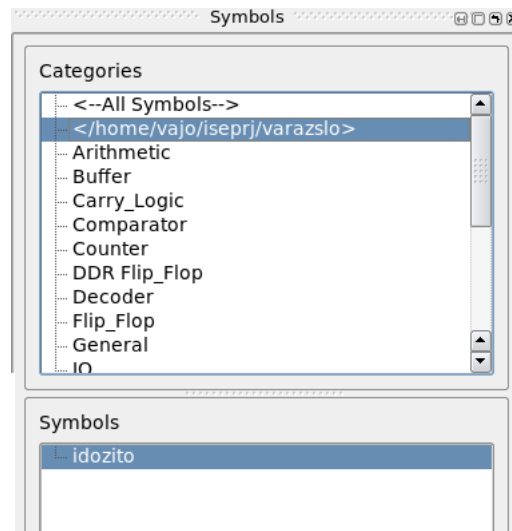 Symbols
Categories
<--All Symbols-->
</home/vajo/iseprj/varazslo>
Arithmetic
Buffer
Carry_Logic
Comparator
Counter
DDR Flip_Flop
Decoder
Flip_Flop
General
IO
Symbols
idozito